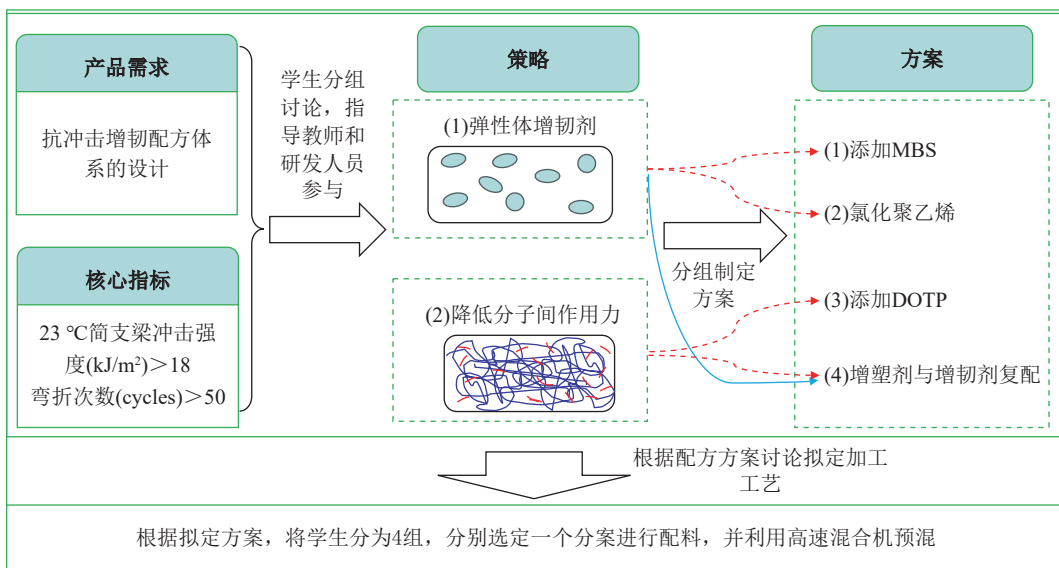 产品需求
抗冲击增韧配方体
系的设计
核心指标
23 ℃简支梁冲击强
度(kJ/m²)＞18
弯折次数(cycles)＞50
学生分组
讨论，指
导教师和
研发人员
参与
策略
(1)弹性体增韧剂
(2)降低分子间作用力
分组制定
方案
方案
(1)添加MBS
(2)氯化聚乙烯
(3)添加DOTP
(4)增塑剂与增韧剂复配
根据配方方案讨论拟定加工
工艺
根据拟定方案，将学生分为4组，分别选定一个分案进行配料，并利用高速混合机预混